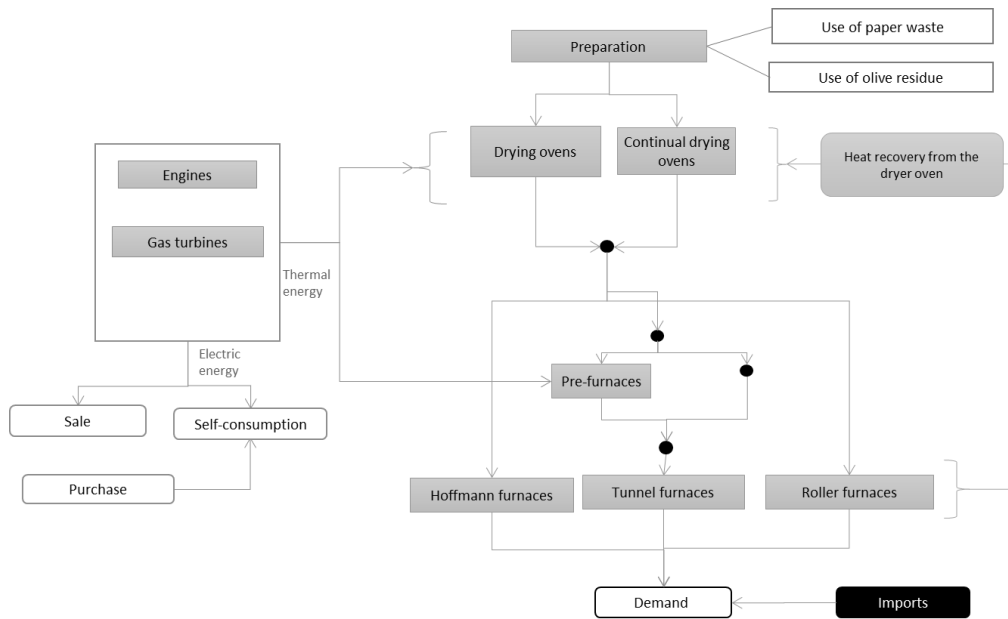 Preparation
Use of paper waste
Use of olive residue
Drying ovens
Continual drying
ovens
Heat recovery from the
dryer oven
Engines
Gas turbines
Thermal
energy
Electric
energy
Pre-furnaces
Sale
Self-consumption
Purchase
Hoffmann furnaces
Tunnel furnaces
Roller furnaces
Demand
Imports